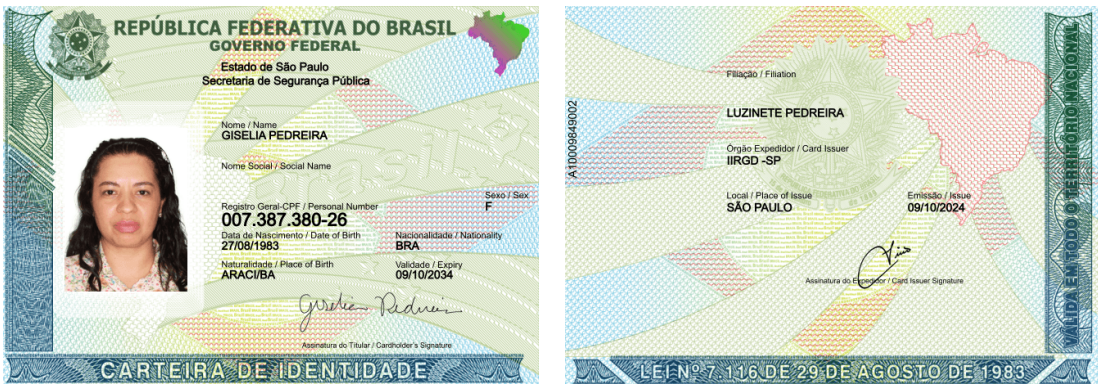 REPÚBLICA FEDERATIVA DO BRASIL
GOVERNO FEDERAL
Estado de São Paulo
Secretaria de Segurança Pública
Nome / Name
GISELIA PEDREIRA
Nome Social / Social Name
Registro Geral-CPF / Personal Number
007.387.380-26
Sexo / Sex
F
Data de Nascimento / Date of Birth
27/08/1983
Nacionalidade / Nationality
BRA
Naturalidade / Place of Birth
ARACI/BA
Validade / Expiry
09/10/2034
Giselia Pedreira
Assinatura do Titular / Cardholder's Signature
CARTEIRA DE IDENTIDADE
Brasil
A10009849002
Filiação / Filiation
LUZINETE PEDREIRA
Órgão Expedidor / Card Issuer
IIRGD -SP
Local / Place of Issue
SÃO PAULO
Emissão / Issue
09/10/2024
Assinatura do Expedidor / Card Issuer Signature
VÁLIDA EM TODO O TERRITÓRIO NACIONAL
LEI Nº 7.116 DE 29 DE AGOSTO DE 1983